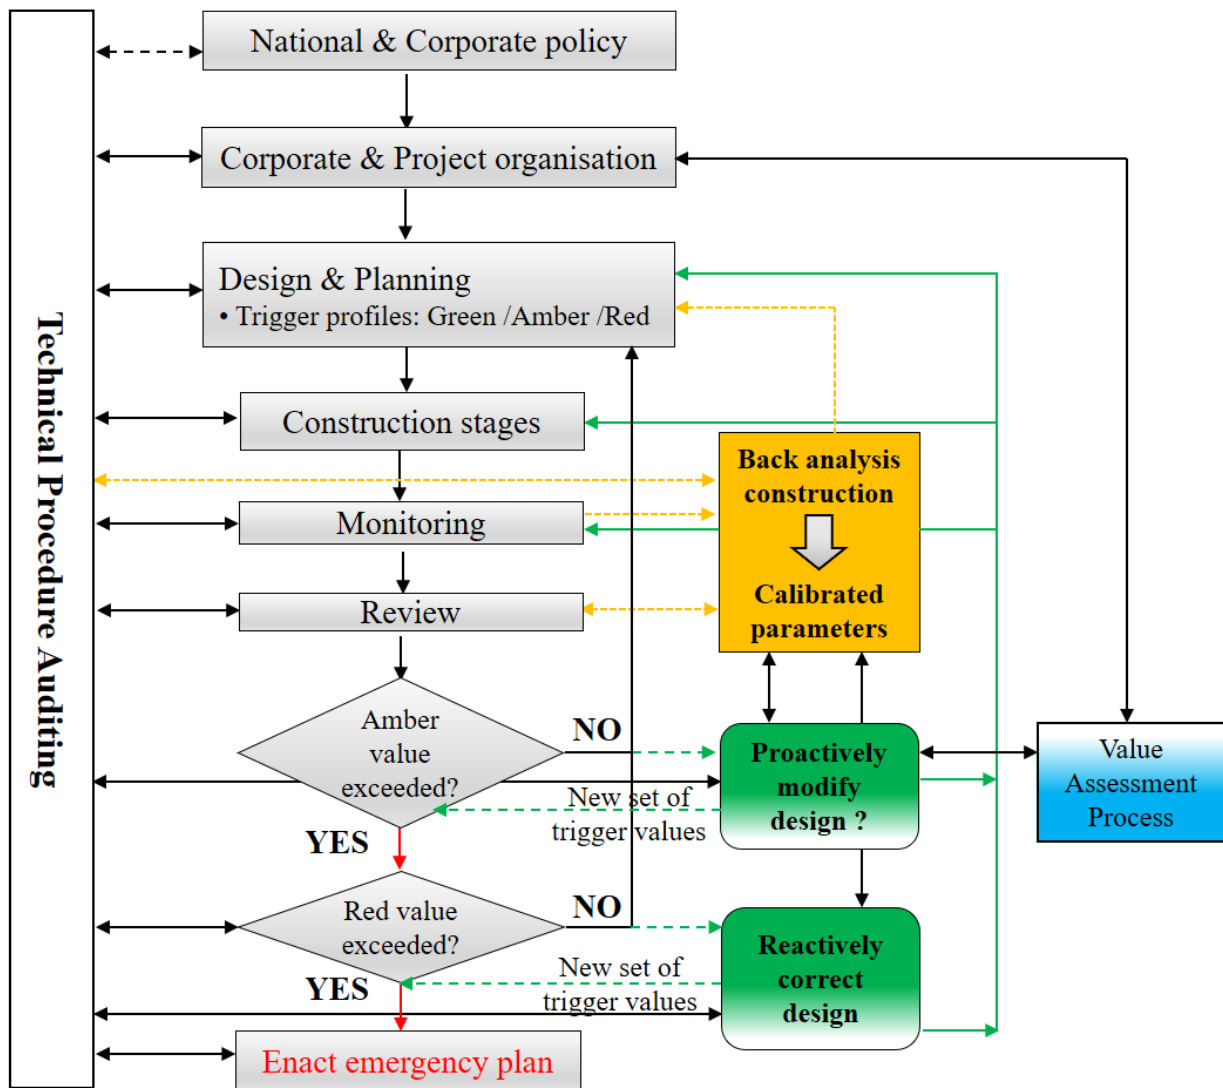 National & Corporate policy
Corporate & Project organisation
Design & Planning
• Trigger profiles: Green /Amber /Red
Technical Procedure Auditing
Construction stages
Back analysis
construction
Monitoring
Calibrated
parameters
Review
Amber
value
exceeded?
NO
Proactively
modify
design ?
Value
Assessment
Process
New set of
trigger values
YES
Red value
exceeded?
NO
Reactively
correct
design
New set of
trigger values
YES
Enact emergency plan